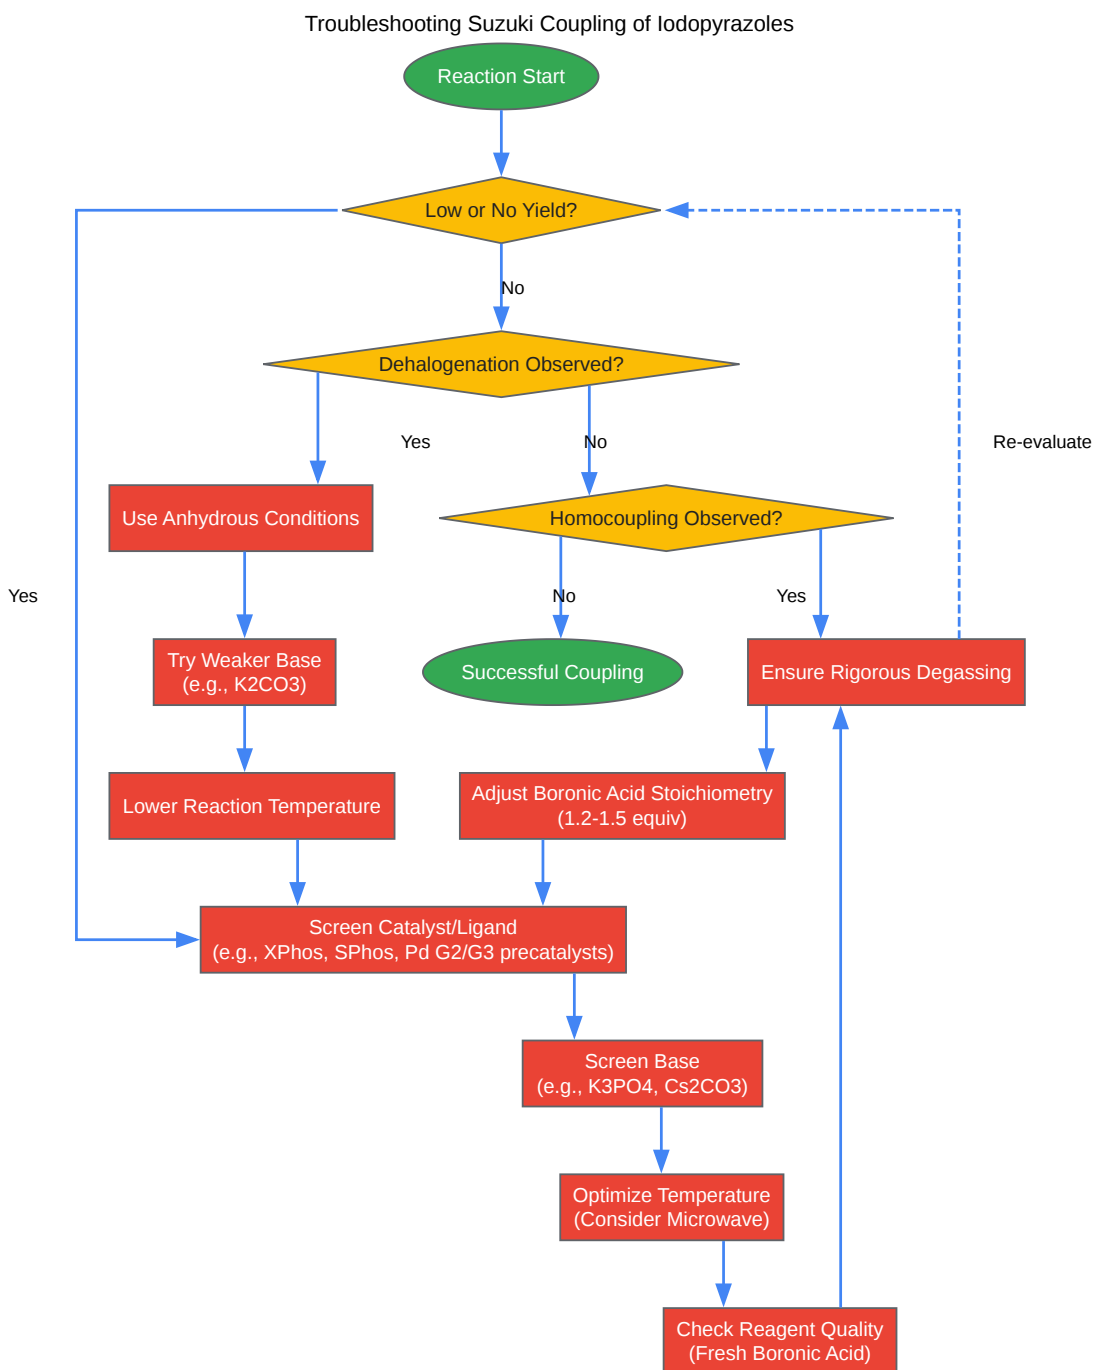 Troubleshooting Suzuki Coupling of Iodopyrazoles
Reaction Start
Low or No Yield?
No
Dehalogenation Observed?
Yes
No
Re-evaluate
Use Anhydrous Conditions
Homocoupling Observed?
Yes
No
Yes
Try Weaker Base
(e.g., K2CO3)
Successful Coupling
Ensure Rigorous Degassing
Lower Reaction Temperature
Adjust Boronic Acid Stoichiometry
(1.2-1.5 equiv)
Screen Catalyst/Ligand
(e.g., XPhos, SPhos, Pd G2/G3 precatalysts)
Screen Base
(e.g., K3PO4, Cs2CO3)
Optimize Temperature
(Consider Microwave)
Check Reagent Quality
(Fresh Boronic Acid)